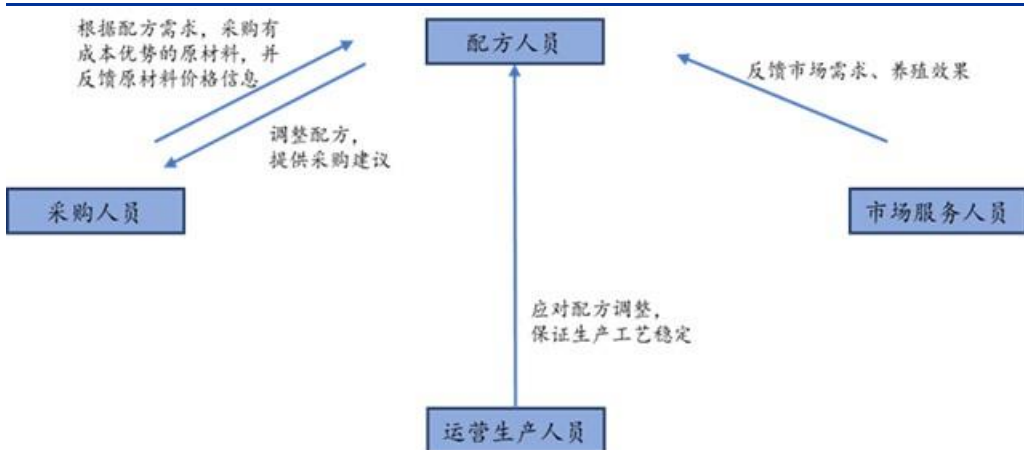 根据配方需求，采购有
成本优势的原材料，并
反馈原材料价格信息
配方人员
反馈市场需求、养殖效果
调整配方，
提供采购建议
采购人员
市场服务人员
应对配方调整，
保证生产工艺稳定
运营生产人员